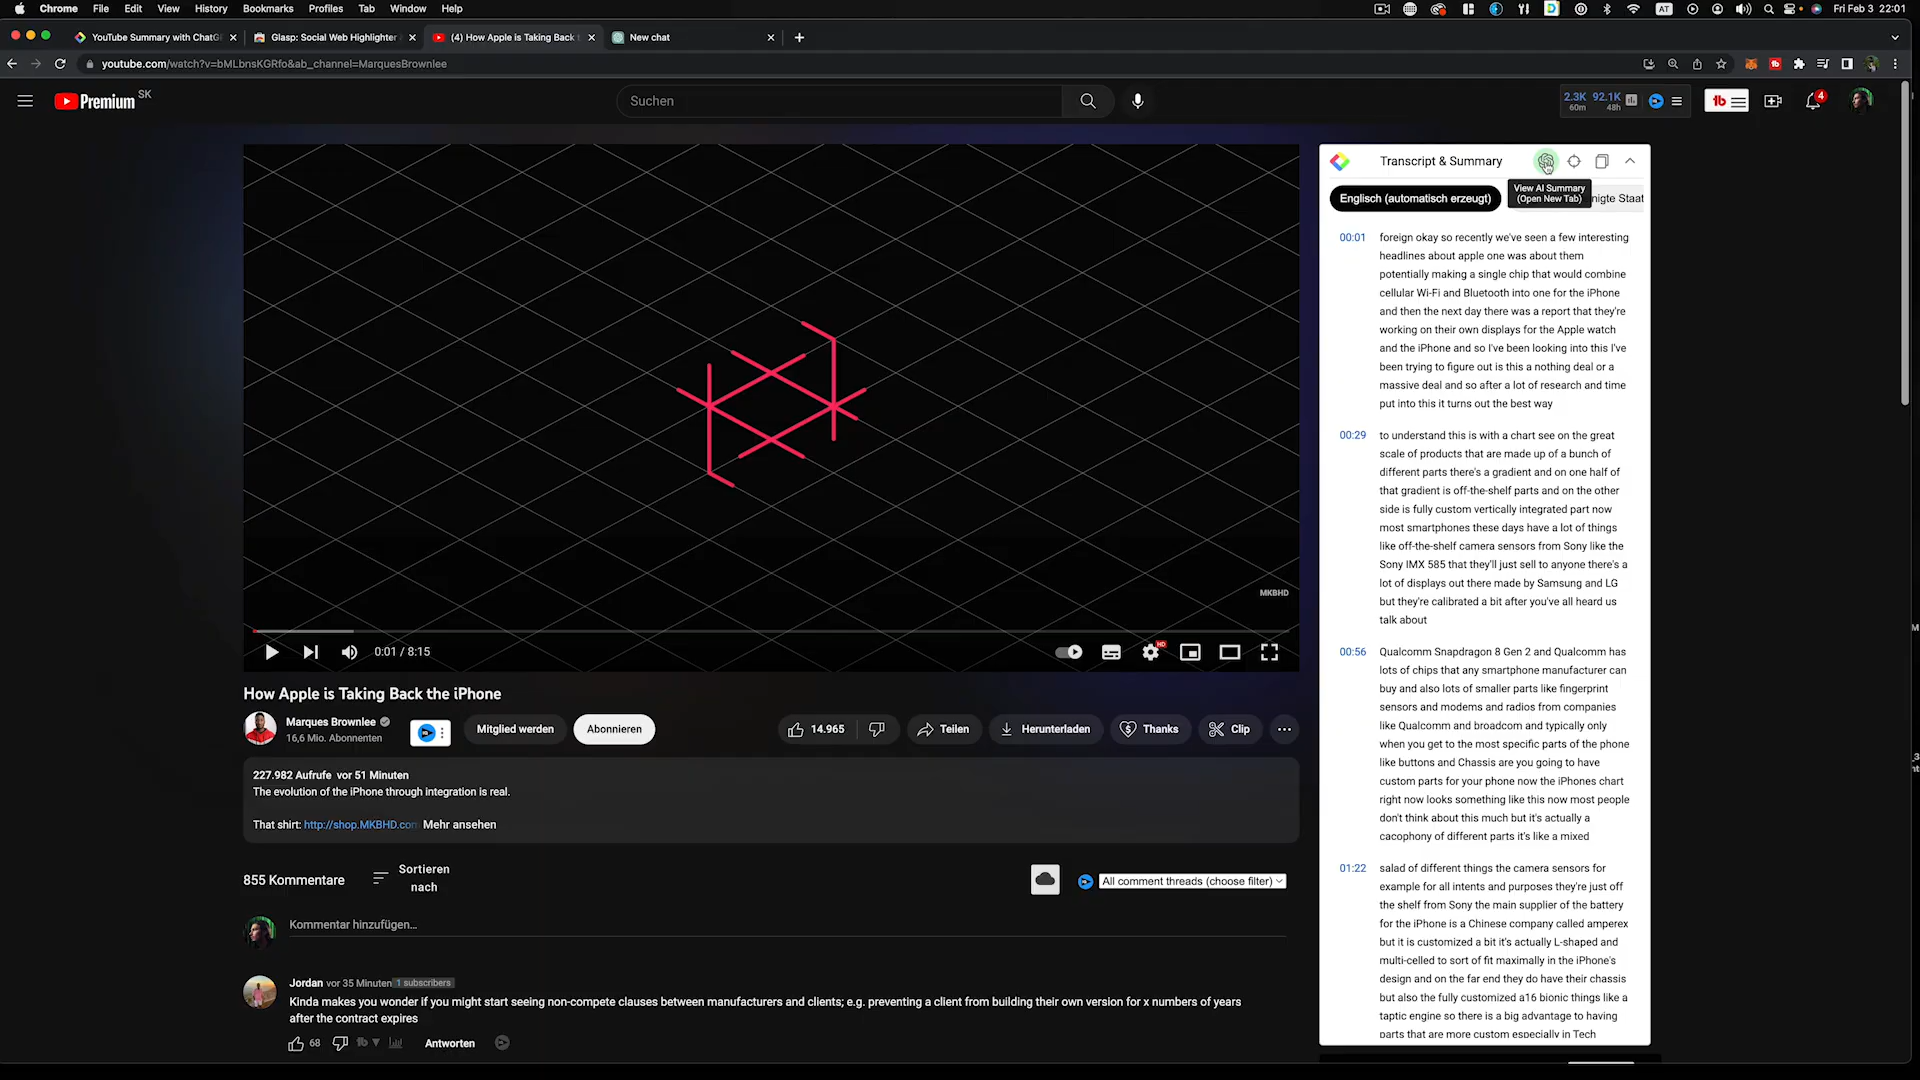 Chrome File Edit View History Bookmarks Profiles Tab Window Help
AT Fri Feb 3 22:01
YouTube Summary with ChatG
Glasp: Social Web Highlighter
(4) How Apple is Taking Back t
New chat
youtube.com/watch?v=bMLbnsKGRfo&ab_channel=MarquesBrownlee
Premium SK
Suchen
2.3K 92.1K
60m 48h
4
Transcript & Summary
View AI Summary
(Open New Tab)
Englisch (automatisch erzeugt)
nigte Staat
00:01 foreign okay so recently we've seen a few interesting
headlines about apple one was about them
potentially making a single chip that would combine
cellular Wi-Fi and Bluetooth into one for the iPhone
and then the next day there was a report that they're
working on their own displays for the Apple watch
and the iPhone and so I've been looking into this I've
been trying to figure out is this a nothing deal or a
massive deal and so after a lot of research and time
put into this it turns out the best way
00:29 to understand this is with a chart see on the great
scale of products that are made up of a bunch of
different parts there's a gradient and on one half of
that gradient is off-the-shelf parts and on the other
side is fully custom vertically integrated part now
most smartphones these days have a lot of things
like off-the-shelf camera sensors from Sony like the
Sony IMX 585 that they'll just sell to anyone there's a
lot of displays out there made by Samsung and LG
but they're calibrated a bit after you've all heard us
talk about
00:56 Qualcomm Snapdragon 8 Gen 2 and Qualcomm has
lots of chips that any smartphone manufacturer can
buy and also lots of smaller parts like fingerprint
sensors and modems and radios from companies
like Qualcomm and broadcom and typically only
when you get to the most specific parts of the phone
like buttons and Chassis are you going to have
custom parts for your phone now the iPhones chart
right now looks something like this now most people
don't think about this much but it's actually a
cacophony of different parts it's like a mixed
01:22 salad of different things the camera sensors for
example for all intents and purposes they're just off
the shelf from Sony the main supplier of the battery
for the iPhone is a Chinese company called amperex
but it is customized a bit it's actually L-shaped and
multi-celled to sort of fit maximally in the iPhone's
design and on the far end they do have their chassis
but also the fully customized a16 bionic things like a
taptic engine so there is a big advantage to having
parts that are more custom especially in Tech
MKBHD
0:01 / 8:15
HD
How Apple is Taking Back the iPhone
Marques Brownlee
16,6 Mio. Abonnenten
Mitglied werden
Abonnieren
14.965
Teilen
Herunterladen
Thanks
Clip
227.982 Aufrufe vor 51 Minuten
The evolution of the iPhone through integration is real.
That shirt: http://shop.MKBHD.com Mehr ansehen
855 Kommentare
Sortieren
nach
All comment threads (choose filter)
Kommentar hinzufügen...
Jordan vor 35 Minuten 1 subscribers
Kinda makes you wonder if you might start seeing non-compete clauses between manufacturers and clients; e.g. preventing a client from building their own version for x numbers of years
after the contract expires
68
Antworten